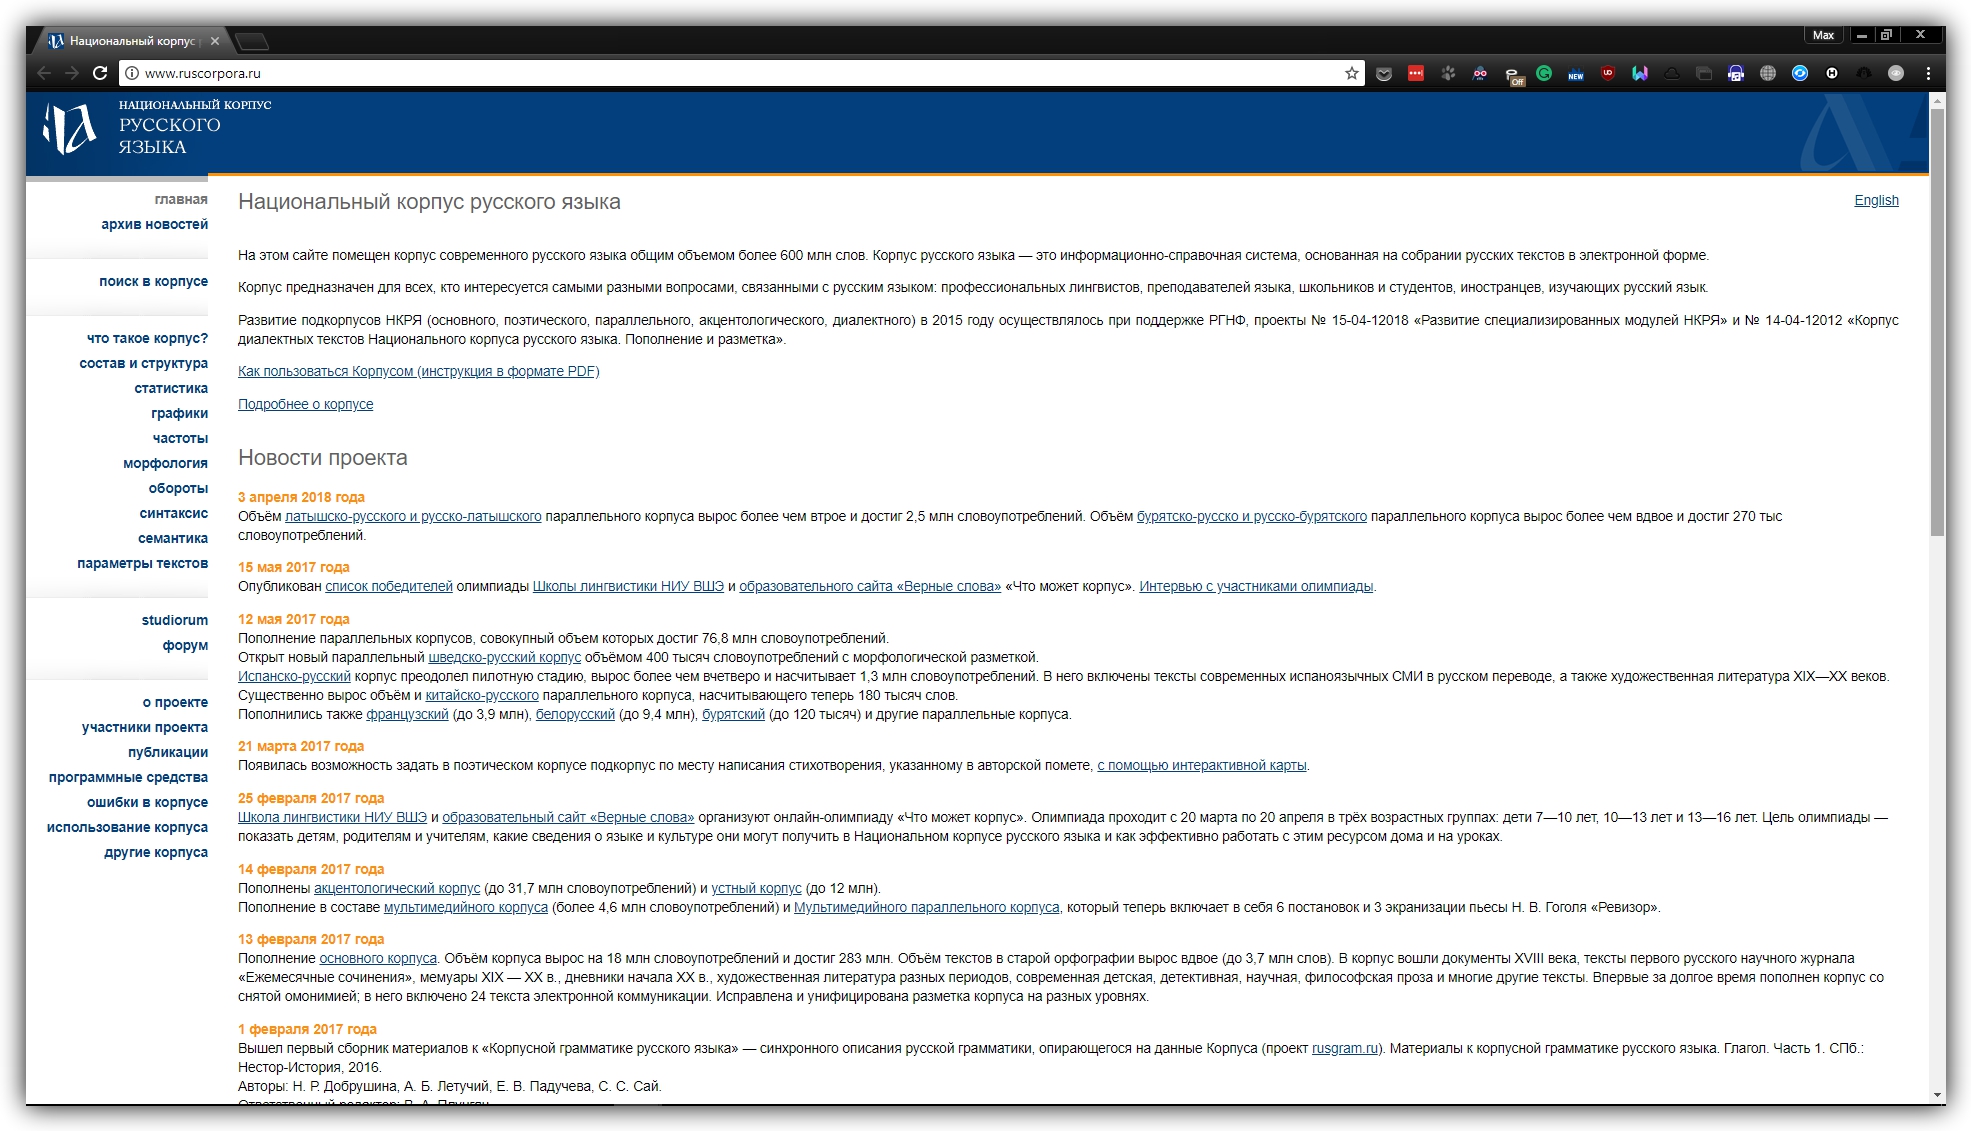 Национальный корпус р
Max
www.ruscorpora.ru
Off
NEW
НАЦИОНАЛЬНЫЙ КОРПУС
РУССКОГО
ЯЗЫКА
главная
архив новостей
поиск в корпусе
что такое корпус?
состав и структура
статистика
графики
частоты
морфология
обороты
синтаксис
семантика
параметры текстов
studiorum
форум
о проекте
участники проекта
публикации
программные средства
ошибки в корпусе
использование корпуса
другие корпуса
Национальный корпус русского языка
English
На этом сайте помещен корпус современного русского языка общим объемом более 600 млн слов. Корпус русского языка — это информационно-справочная система, основанная на собрании русских текстов в электронной форме.
Корпус предназначен для всех, кто интересуется самыми разными вопросами, связанными с русским языком: профессиональных лингвистов, преподавателей языка, школьников и студентов, иностранцев, изучающих русский язык.
Развитие подкорпусов НКРЯ (основного, поэтического, параллельного, акцентологического, диалектного) в 2015 году осуществлялось при поддержке РГНФ, проекты № 15-04-12018 «Развитие специализированных модулей НКРЯ» и № 14-04-12012 «Корпус
диалектных текстов Национального корпуса русского языка. Пополнение и разметка».
Как пользоваться Корпусом (инструкция в формате PDF)
Подробнее о корпусе
Новости проекта
3 апреля 2018 года
Объём латышско-русского и русско-латышского параллельного корпуса вырос более чем втрое и достиг 2,5 млн словоупотреблений. Объём бурятско-русско и русско-бурятского параллельного корпуса вырос более чем вдвое и достиг 270 тыс
словоупотреблений.
15 мая 2017 года
Опубликован список победителей олимпиады Школы лингвистики НИУ ВШЭ и образовательного сайта «Верные слова» «Что может корпус». Интервью с участниками олимпиады.
12 мая 2017 года
Пополнение параллельных корпусов, совокупный объем которых достиг 76,8 млн словоупотреблений.
Открыт новый параллельный шведско-русский корпус объёмом 400 тысяч словоупотреблений с морфологической разметкой.
Испанско-русский корпус преодолел пилотную стадию, вырос более чем вчетверо и насчитывает 1,3 млн словоупотреблений. В него включены тексты современных испаноязычных СМИ в русском переводе, а также художественная литература XIX—XX веков.
Существенно вырос объём и китайско-русского параллельного корпуса, насчитывающего теперь 180 тысяч слов.
Пополнились также французский (до 3,9 млн), белорусский (до 9,4 млн), бурятский (до 120 тысяч) и другие параллельные корпуса.
21 марта 2017 года
Появилась возможность задать в поэтическом корпусе подкорпус по месту написания стихотворения, указанному в авторской помете, с помощью интерактивной карты.
25 февраля 2017 года
Школа лингвистики НИУ ВШЭ и образовательный сайт «Верные слова» организуют онлайн-олимпиаду «Что может корпус». Олимпиада проходит с 20 марта по 20 апреля в трёх возрастных группах: дети 7—10 лет, 10—13 лет и 13—16 лет. Цель олимпиады —
показать детям, родителям и учителям, какие сведения о языке и культуре они могут получить в Национальном корпусе русского языка и как эффективно работать с этим ресурсом дома и на уроках.
14 февраля 2017 года
Пополнены акцентологический корпус (до 31,7 млн словоупотреблений) и устный корпус (до 12 млн).
Пополнение в составе мультимедийного корпуса (более 4,6 млн словоупотреблений) и Мультимедийного параллельного корпуса, который теперь включает в себя 6 постановок и 3 экранизации пьесы Н. В. Гоголя «Ревизор».
13 февраля 2017 года
Пополнение основного корпуса. Объём корпуса вырос на 18 млн словоупотреблений и достиг 283 млн. Объём текстов в старой орфографии вырос вдвое (до 3,7 млн слов). В корпус вошли документы XVIII века, тексты первого русского научного журнала
«Ежемесячные сочинения», мемуары XIX — XX в., дневники начала XX в., художественная литература разных периодов, современная детская, детективная, научная, философская проза и многие другие тексты. Впервые за долгое время пополнен корпус со
снятой омонимией; в него включено 24 текста электронной коммуникации. Исправлена и унифицирована разметка корпуса на разных уровнях.
1 февраля 2017 года
Вышел первый сборник материалов к «Корпусной грамматике русского языка» — синхронного описания русской грамматики, опирающегося на данные Корпуса (проект rusgram.ru). Материалы к корпусной грамматике русского языка. Глагол. Часть 1. СПб.:
Нестор-История, 2016.
Авторы: Н. Р. Добрушина, А. Б. Летучий, Е. В. Падучева, С. С. Сай.
Ответственный редактор: В. А. Плунгян